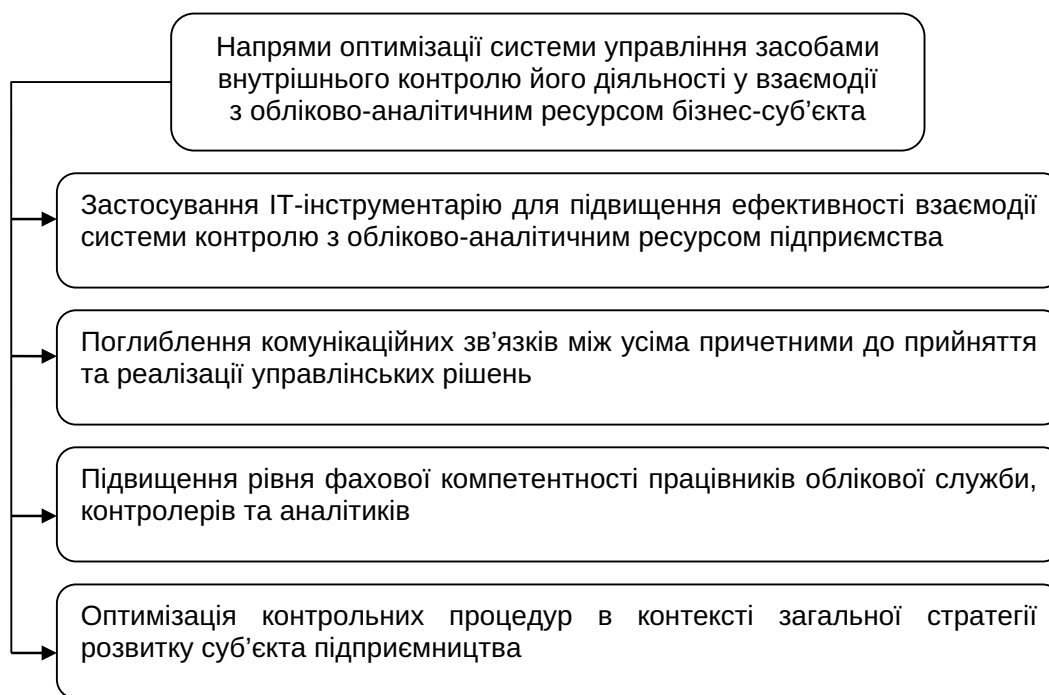 Напрями оптимізації системи управління засобами
внутрішнього контролю його діяльності у взаємодії
з обліково-аналітичним ресурсом бізнес-суб’єкта
Застосування ІТ-інструментарію для підвищення ефективності взаємодії
системи контролю з обліково-аналітичним ресурсом підприємства
Поглиблення комунікаційних зв’язків між усіма причетними до прийняття
та реалізації управлінських рішень
Підвищення рівня фахової компетентності працівників облікової служби,
контролерів та аналітиків
Оптимізація контрольних процедур в контексті загальної стратегії
розвитку суб’єкта підприємництва